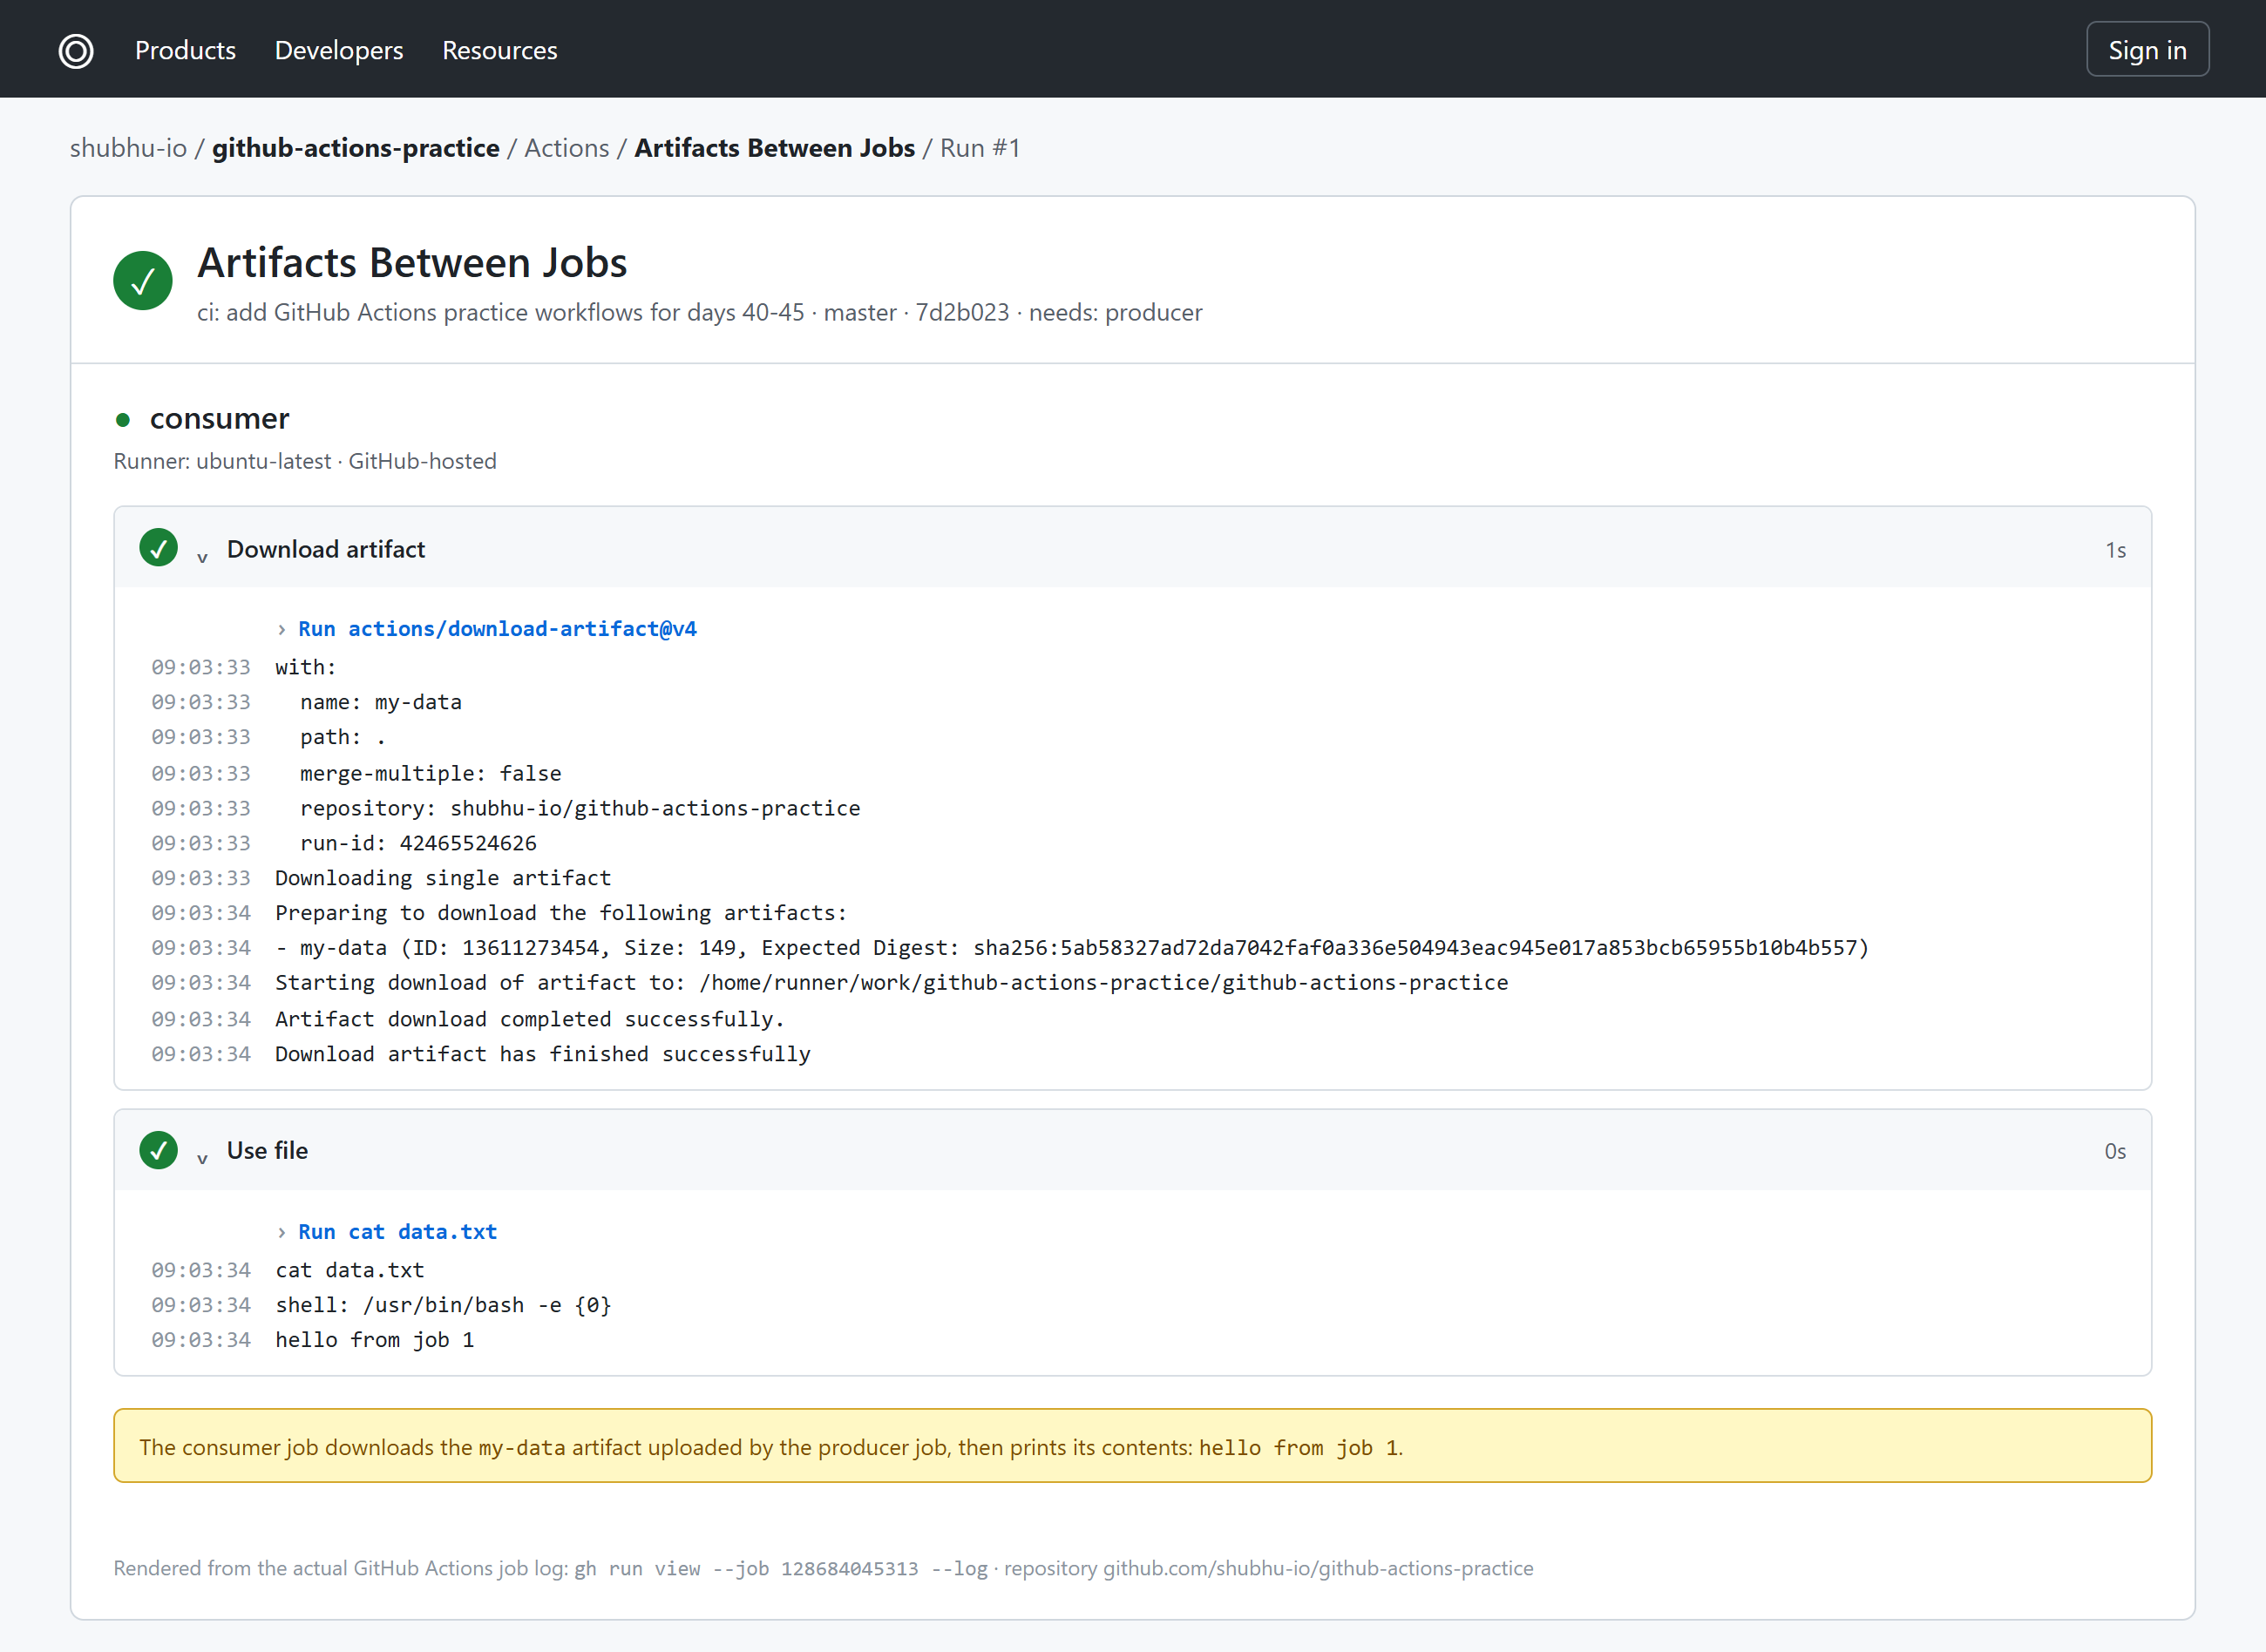 Products Developers Resources Sign in
shubhu-io / github-actions-practice / Actions / Artifacts Between Jobs / Run #1
Artifacts Between Jobs
ci: add GitHub Actions practice workflows for days 40-45 · master · 7d2b023 · needs: producer
consumer
Runner: ubuntu-latest · GitHub-hosted
v Download artifact 1s
› Run actions/download-artifact@v4
09:03:33 with:
09:03:33   name: my-data
09:03:33   path: .
09:03:33   merge-multiple: false
09:03:33   repository: shubhu-io/github-actions-practice
09:03:33   run-id: 42465524626
09:03:33 Downloading single artifact
09:03:34 Preparing to download the following artifacts:
09:03:34 - my-data (ID: 13611273454, Size: 149, Expected Digest: sha256:5ab58327ad72da7042faf0a336e504943eac945e017a853bcb65955b10b4b557)
09:03:34 Starting download of artifact to: /home/runner/work/github-actions-practice/github-actions-practice
09:03:34 Artifact download completed successfully.
09:03:34 Download artifact has finished successfully
v Use file 0s
› Run cat data.txt
09:03:34 cat data.txt
09:03:34 shell: /usr/bin/bash -e {0}
09:03:34 hello from job 1
The consumer job downloads the my-data artifact uploaded by the producer job, then prints its contents: hello from job 1.
Rendered from the actual GitHub Actions job log: gh run view --job 128684045313 --log · repository github.com/shubhu-io/github-actions-practice